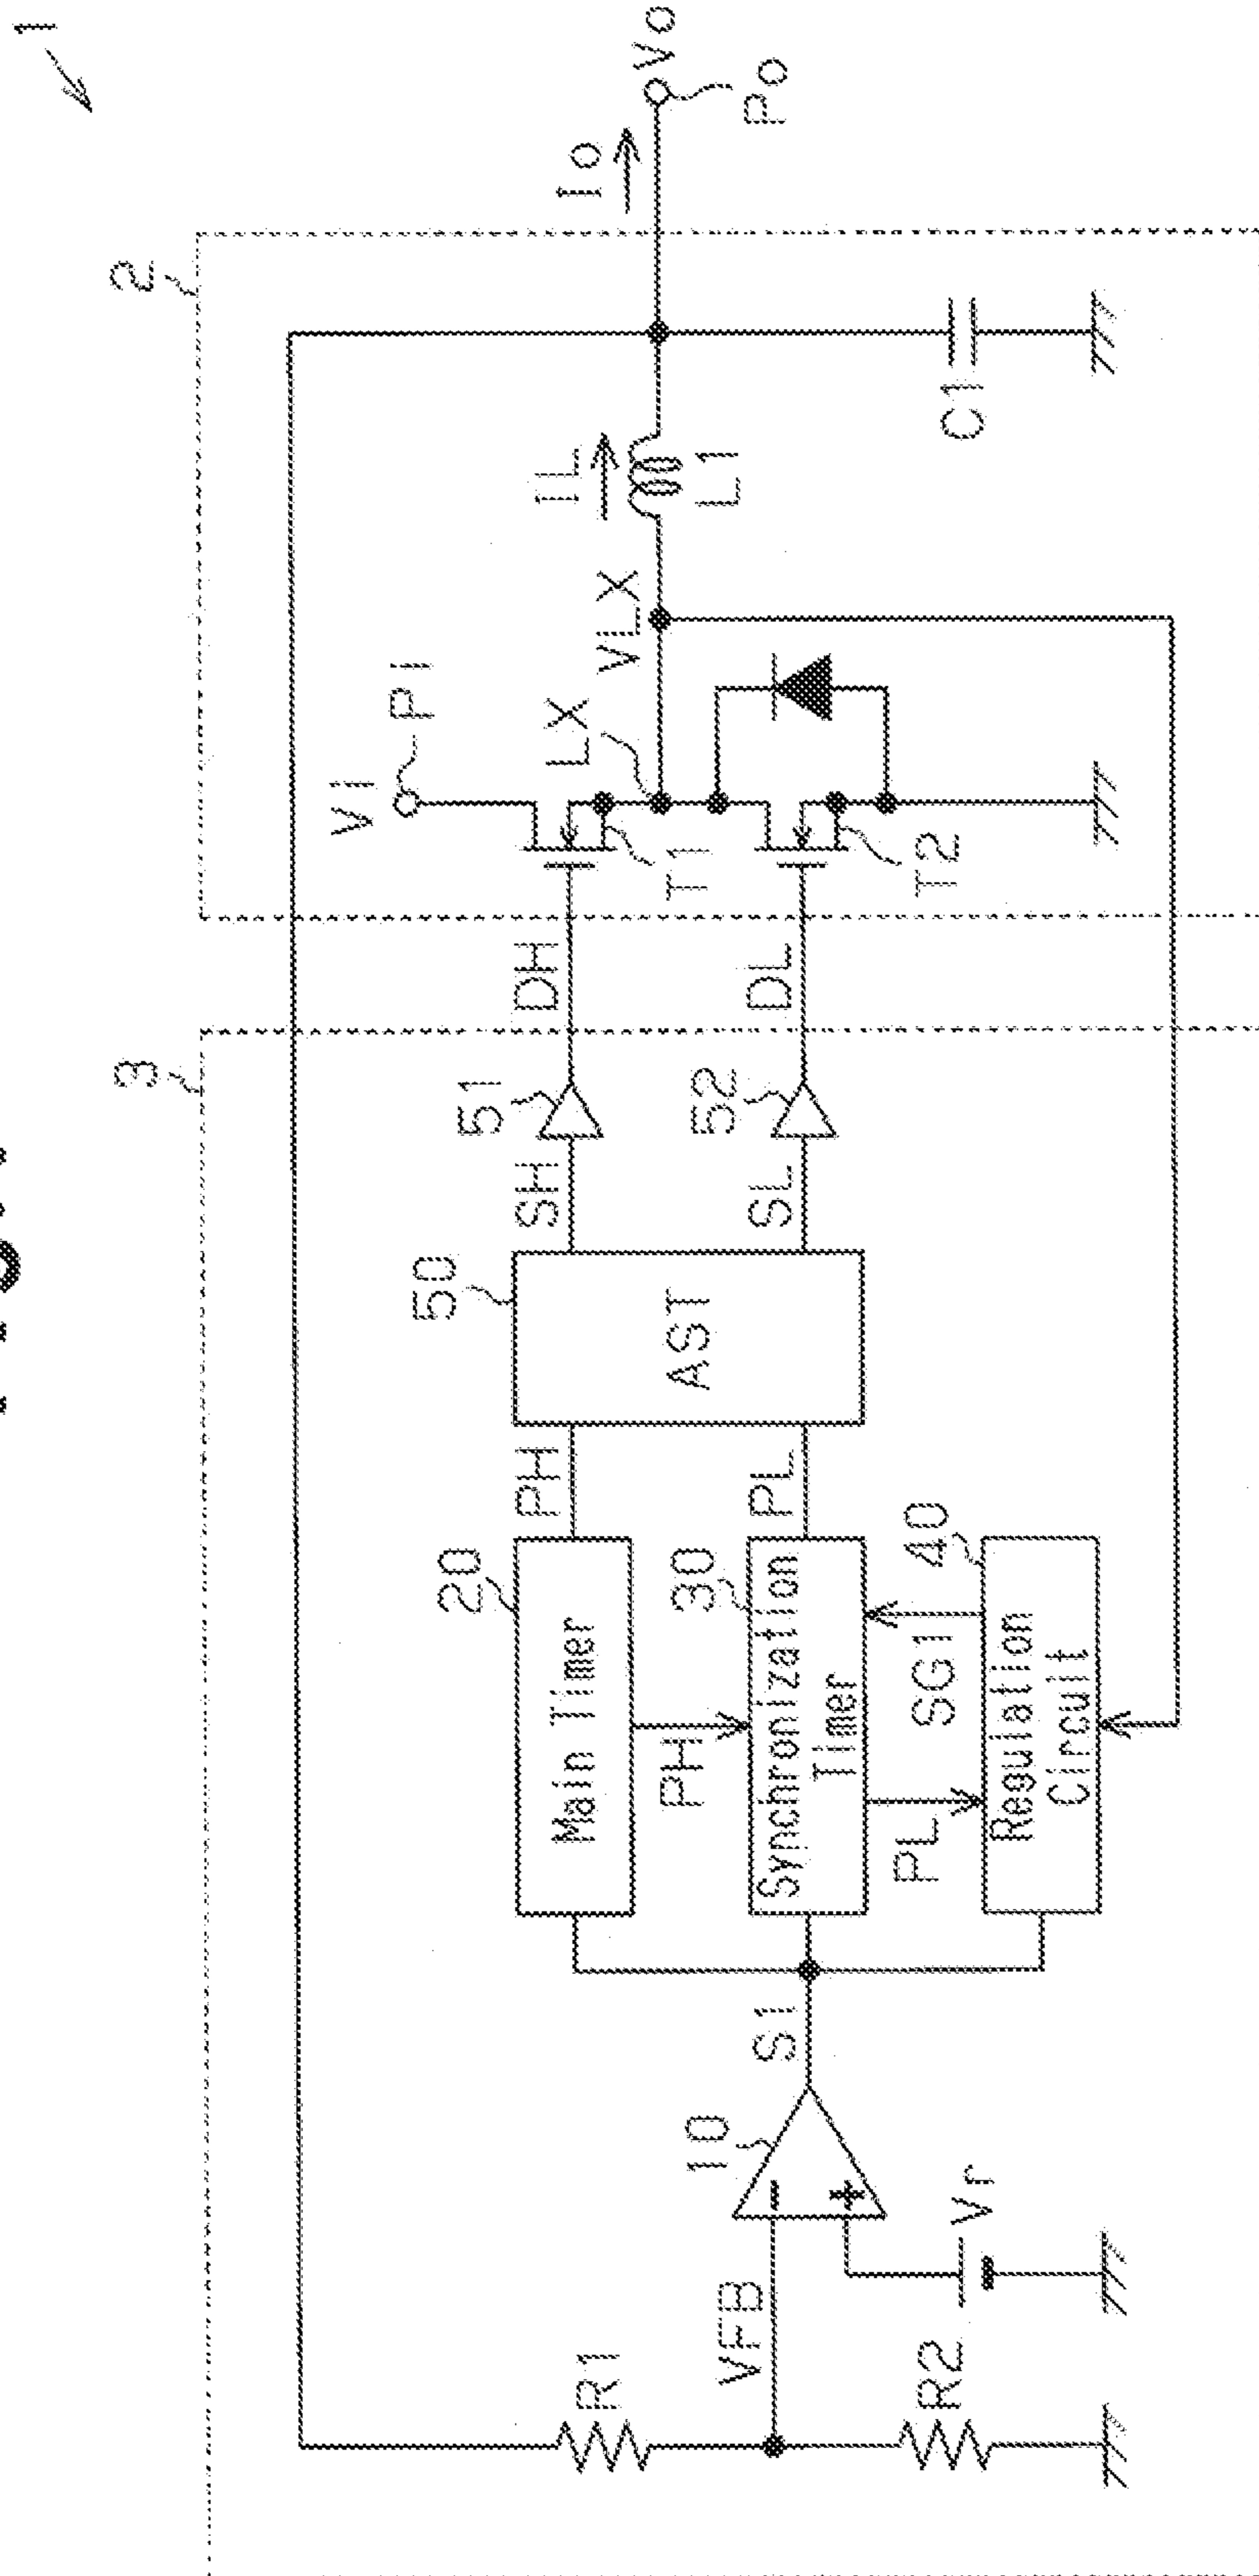 1
2
3
Vo
Po
Io
Vi
Pi
LX
VLX
IL
L1
C1
T1
T2
DH
DL
51
52
SH
SL
50
AST
PH
PL
20
Main Timer
PH
30
Synchronization
Timer
SG1
PL
40
Regulation
Circuit
S1
10
−
+
Vr
VFB
R1
R2